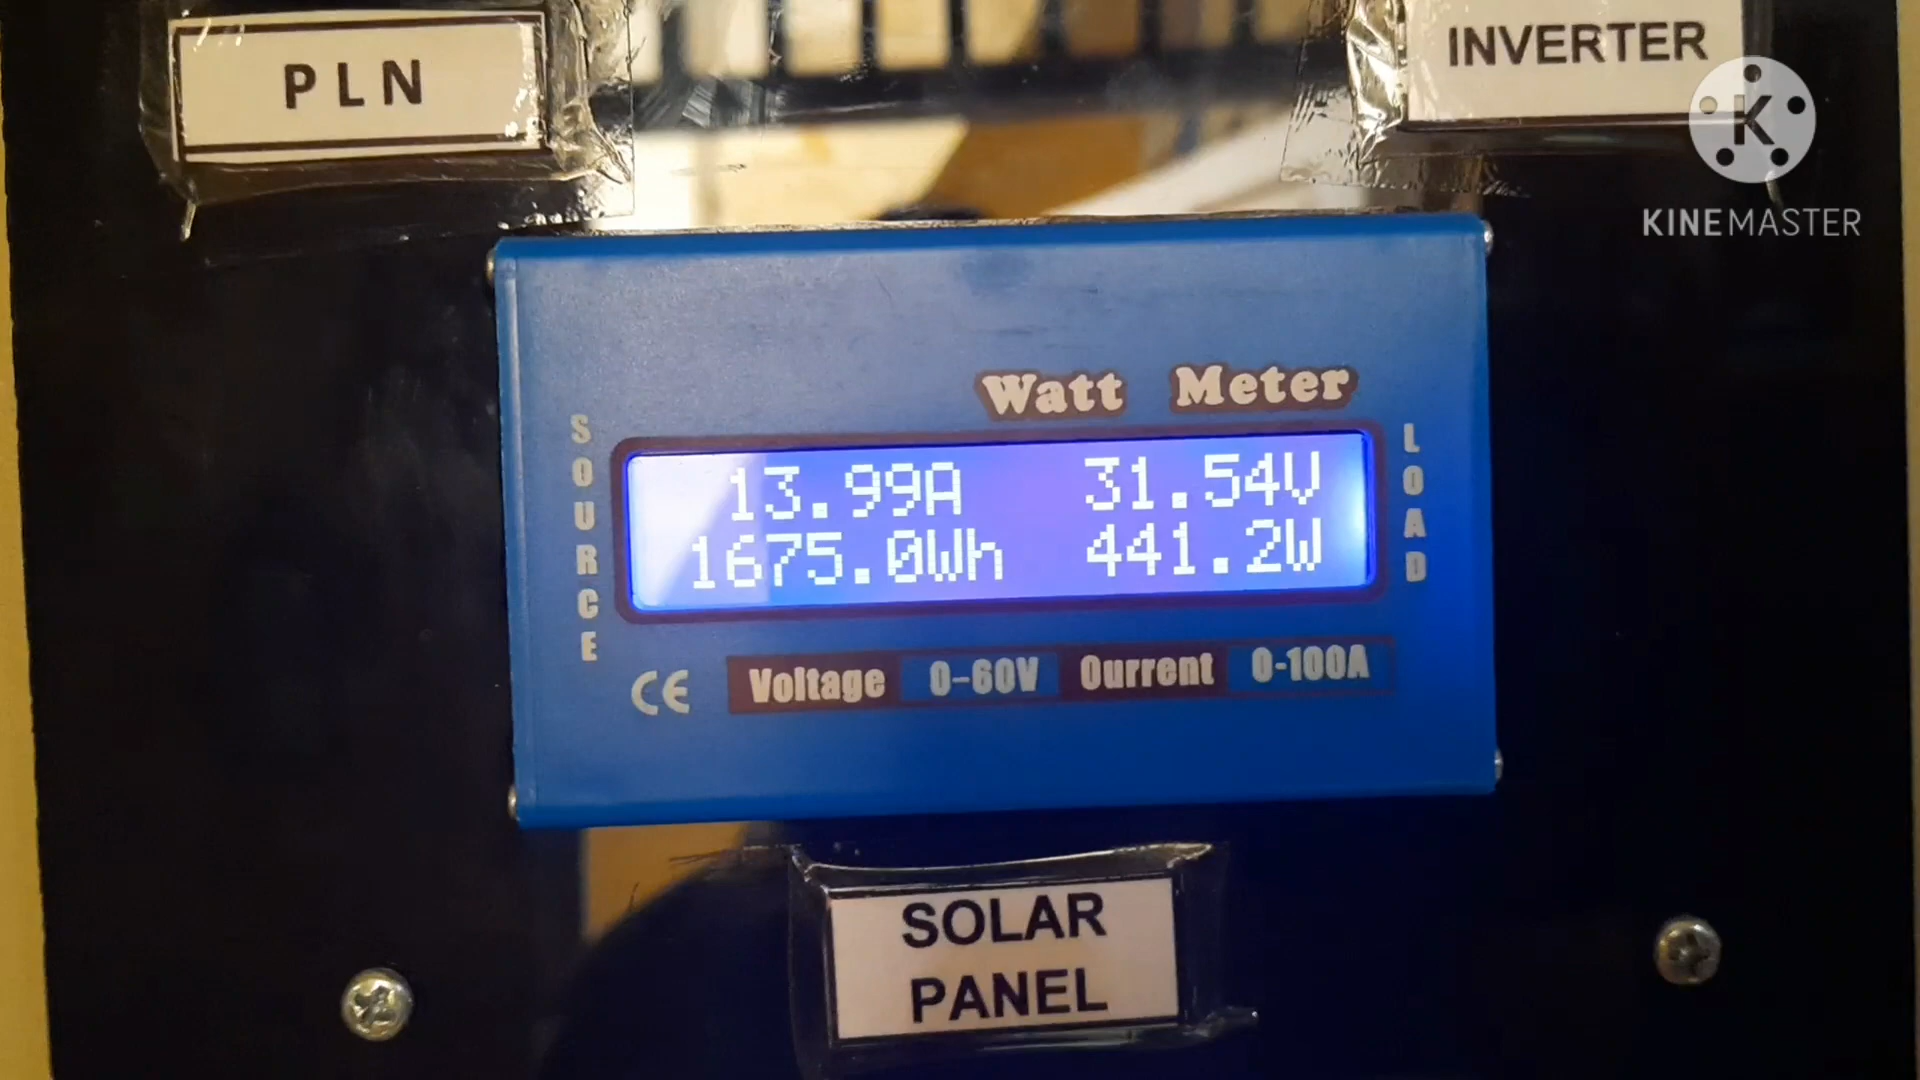 PLN
INVERTER
K
KINEMASTER
Watt Meter
SOURCE
13.99A 31.54V
1675.0Wh 441.2W
LOAD
CE Voltage 0-60V Ourrent 0-100A
SOLAR
PANEL